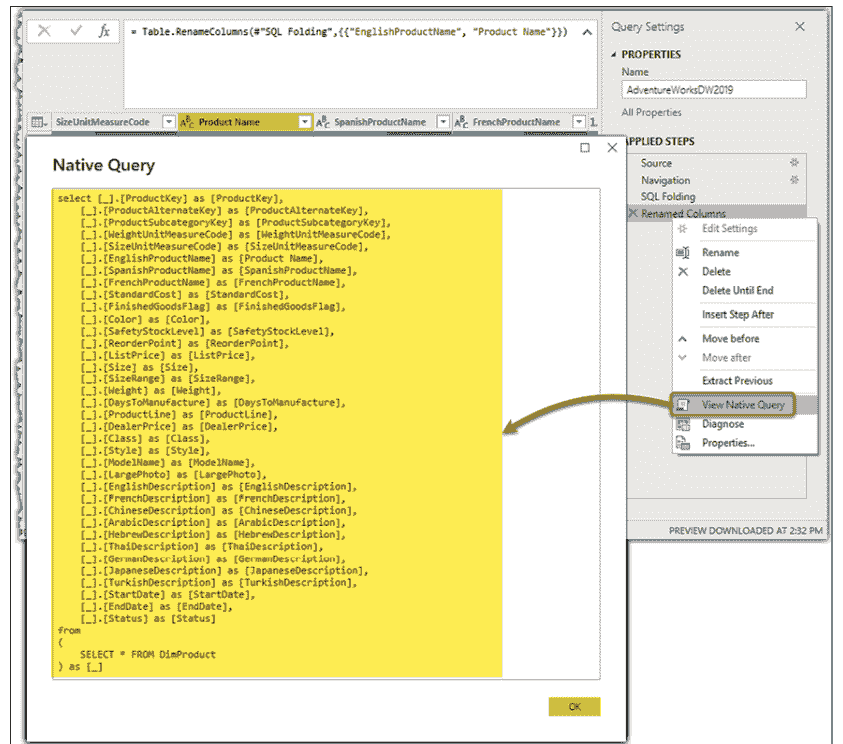 = Table.RenameColumns(#"SQL Folding",{{"EnglishProductName", "Product Name"}})
SizeUnitMeasureCode Product Name SpanishProductName FrenchProductName 1.
Query Settings
PROPERTIES
Name
AdventureWorksDW2019
All Properties
APPLIED STEPS
Source
Navigation
SQL Folding
Renamed Columns
Edit Settings
Rename
Delete
Delete Until End
Insert Step After
Move before
Move after
Extract Previous
View Native Query
Diagnose
Properties...
PREVIEW DOWNLOADED AT 2:32 PM
Native Query
select [_].[ProductKey] as [ProductKey],
[_].[ProductAlternateKey] as [ProductAlternateKey],
[_].[ProductSubcategoryKey] as [ProductSubcategoryKey],
[_].[WeightUnitMeasureCode] as [WeightUnitMeasureCode],
[_].[SizeUnitMeasureCode] as [SizeUnitMeasureCode],
[_].[EnglishProductName] as [Product Name],
[_].[SpanishProductName] as [SpanishProductName],
[_].[FrenchProductName] as [FrenchProductName],
[_].[StandardCost] as [StandardCost],
[_].[FinishedGoodsFlag] as [FinishedGoodsFlag],
[_].[Color] as [Color],
[_].[SafetyStockLevel] as [SafetyStockLevel],
[_].[ReorderPoint] as [ReorderPoint],
[_].[ListPrice] as [ListPrice],
[_].[Size] as [Size],
[_].[SizeRange] as [SizeRange],
[_].[Weight] as [Weight],
[_].[DaysToManufacture] as [DaysToManufacture],
[_].[ProductLine] as [ProductLine],
[_].[DealerPrice] as [DealerPrice],
[_].[Class] as [Class],
[_].[Style] as [Style],
[_].[ModelName] as [ModelName],
[_].[LargePhoto] as [LargePhoto],
[_].[EnglishDescription] as [EnglishDescription],
[_].[FrenchDescription] as [FrenchDescription],
[_].[ChineseDescription] as [ChineseDescription],
[_].[ArabicDescription] as [ArabicDescription],
[_].[HebrewDescription] as [HebrewDescription],
[_].[ThaiDescription] as [ThaiDescription],
[_].[GermanDescription] as [GermanDescription],
[_].[JapaneseDescription] as [JapaneseDescription],
[_].[TurkishDescription] as [TurkishDescription],
[_].[StartDate] as [StartDate],
[_].[EndDate] as [EndDate],
[_].[Status] as [Status]
from
(
SELECT * FROM DimProduct
) as [_]
OK